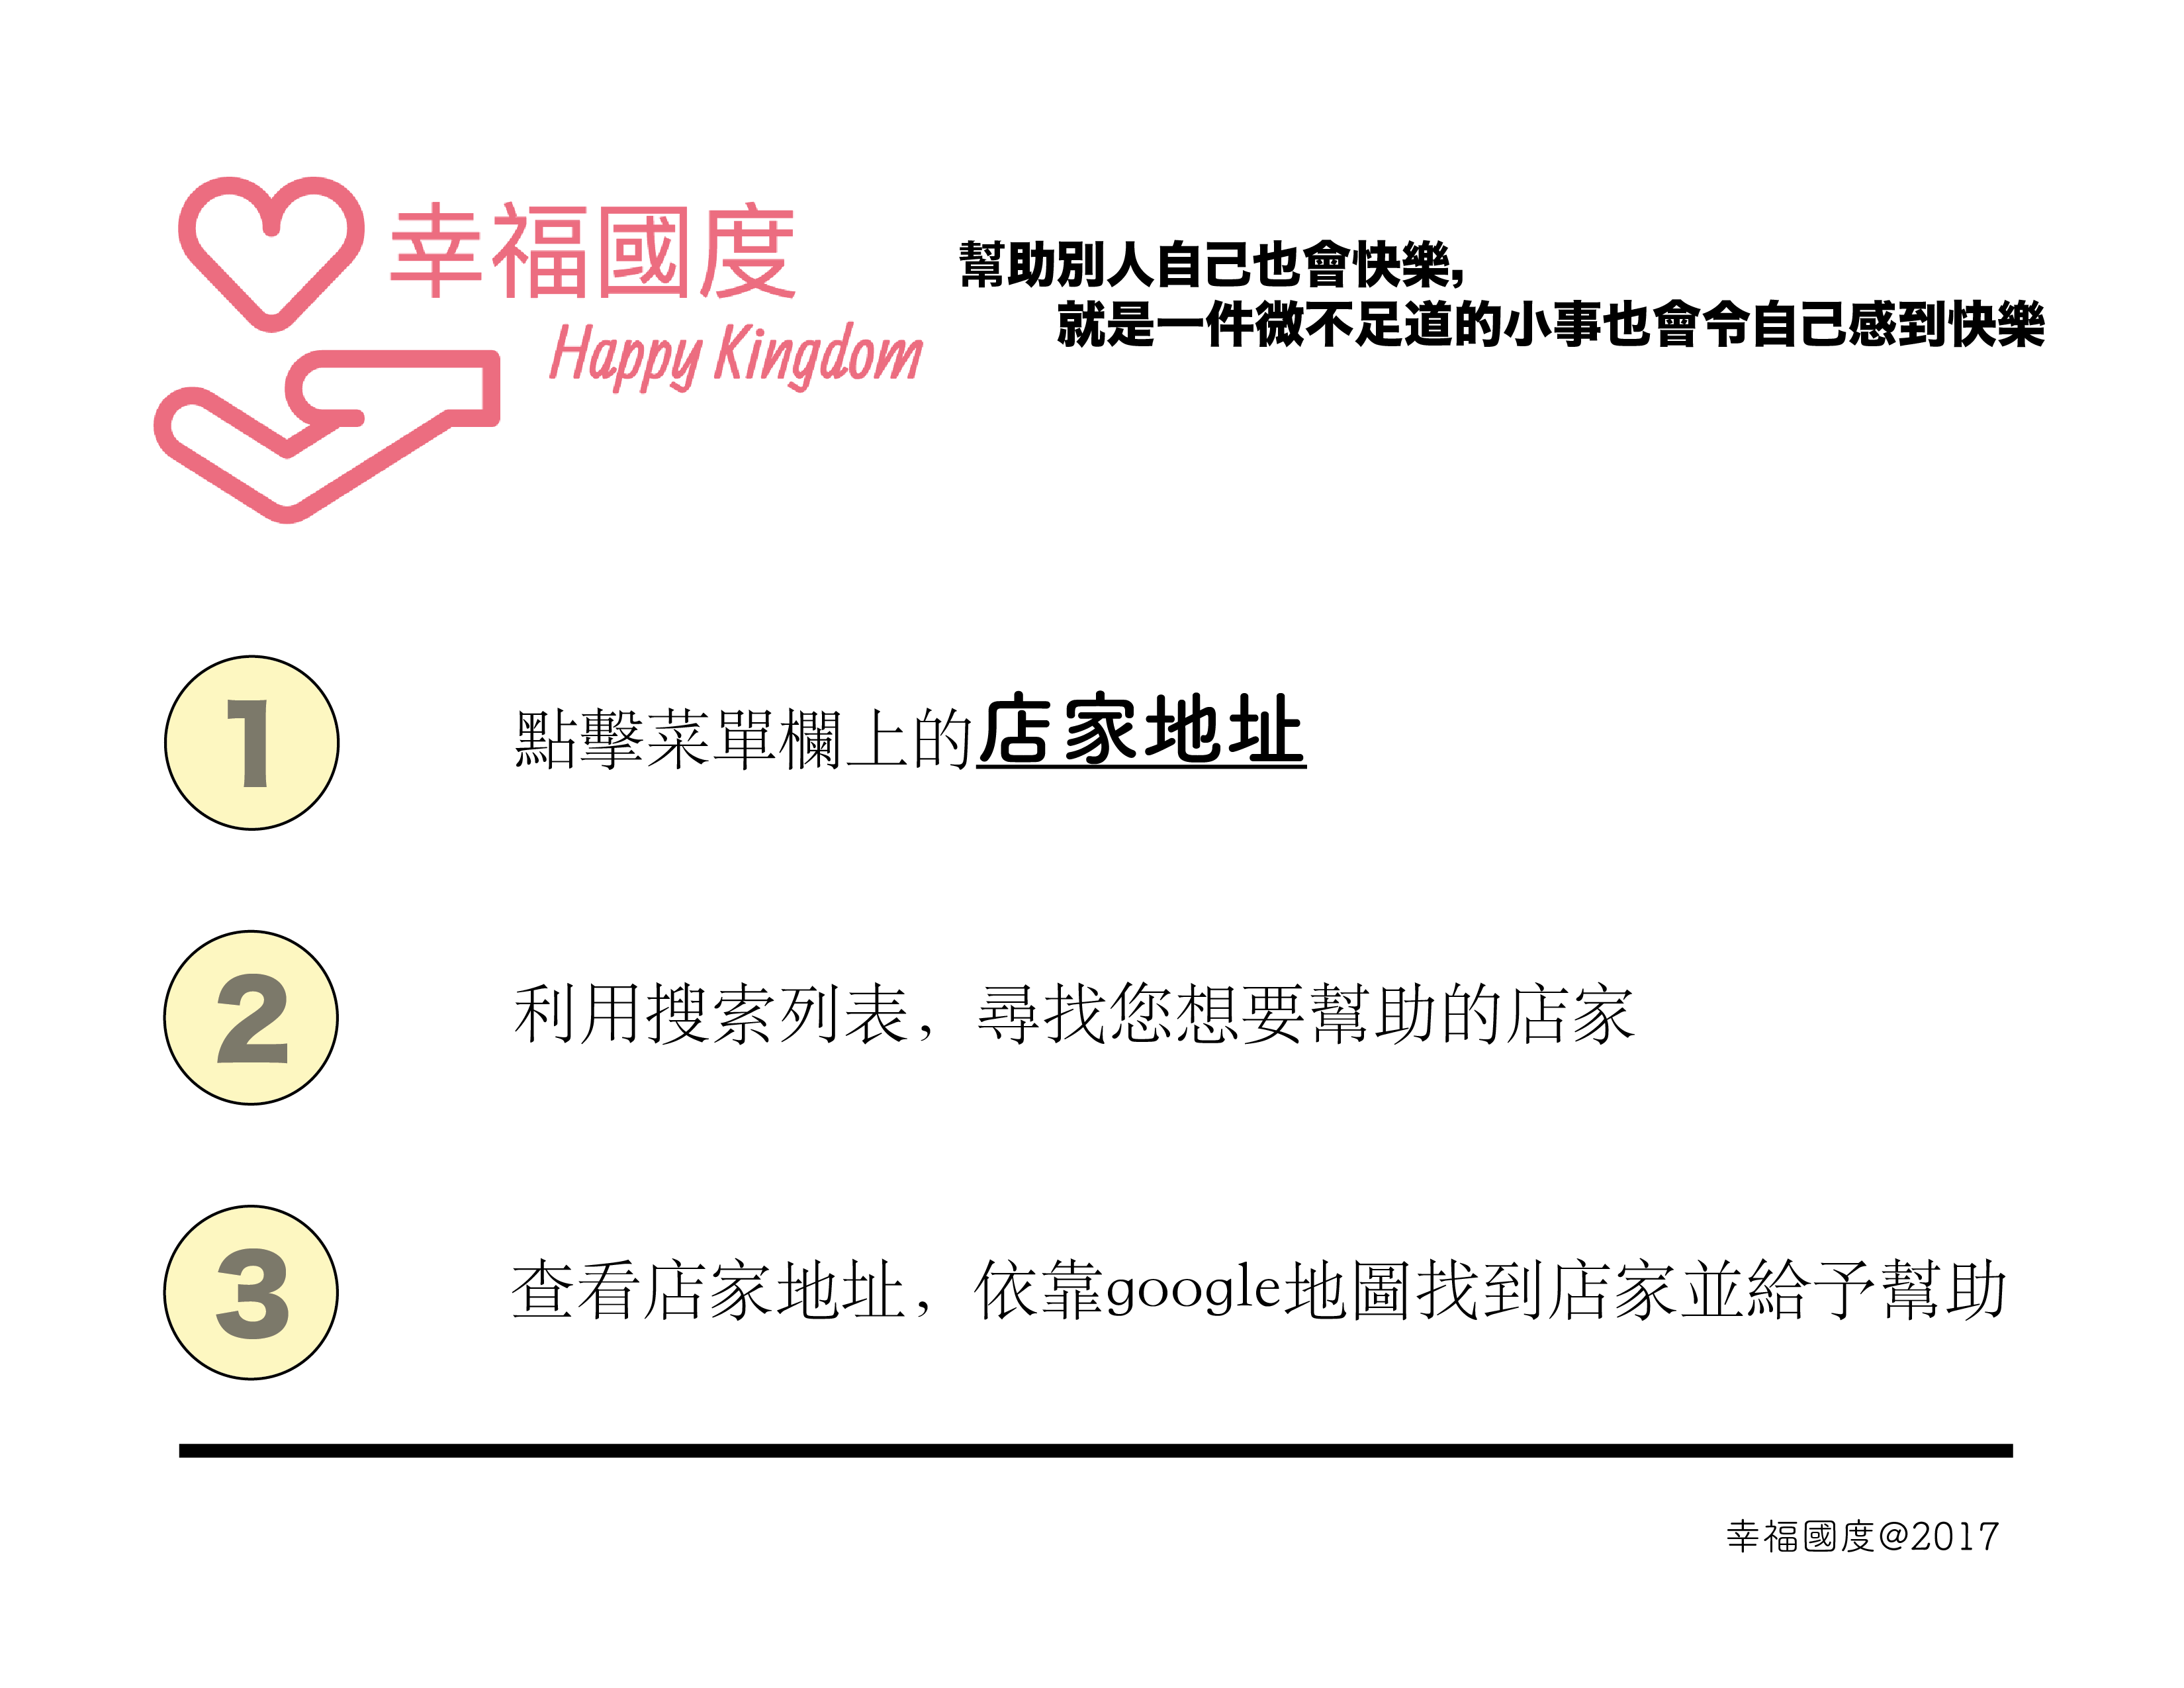 幸福國度
Happy Kingdom
幫助別人自己也會快樂,
就是一件微不足道的小事也會令自己感到快樂
1
點擊菜單欄上的店家地址
2
利用搜索列表，尋找您想要幫助的店家
3
查看店家地址，依靠google地圖找到店家並給予幫助
幸福國度@2017